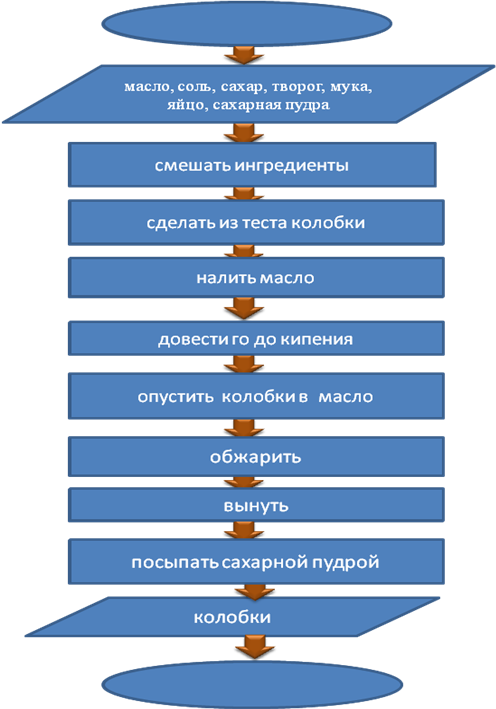 масло, соль, сахар, творог, мука,
яйцо, сахарная пудра
смешать ингредиенты
сделать из теста колобки
налить масло
довести го до кипения
опустить колобки в масло
обжарить
вынуть
посыпать сахарной пудрой
колобки